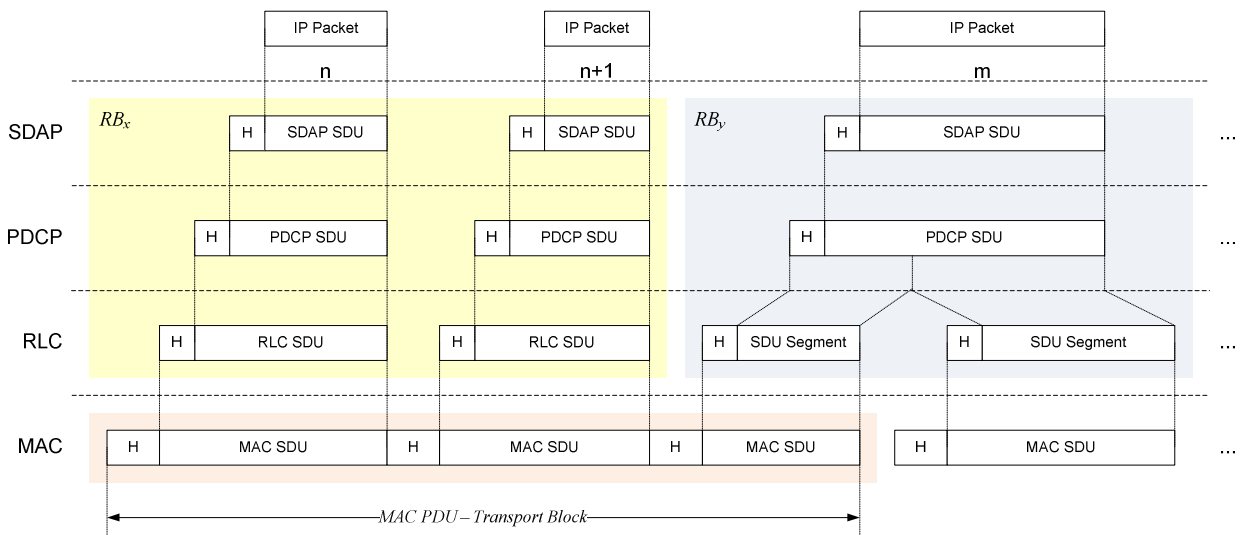 IP Packet IP Packet IP Packet
n n+1 m
RBx RBy
SDAP H SDAP SDU H SDAP SDU H SDAP SDU ...
PDCP H PDCP SDU H PDCP SDU H PDCP SDU ...
RLC H RLC SDU H RLC SDU H SDU Segment H SDU Segment ...
MAC H MAC SDU H MAC SDU H MAC SDU H MAC SDU ...
MAC PDU – Transport Block